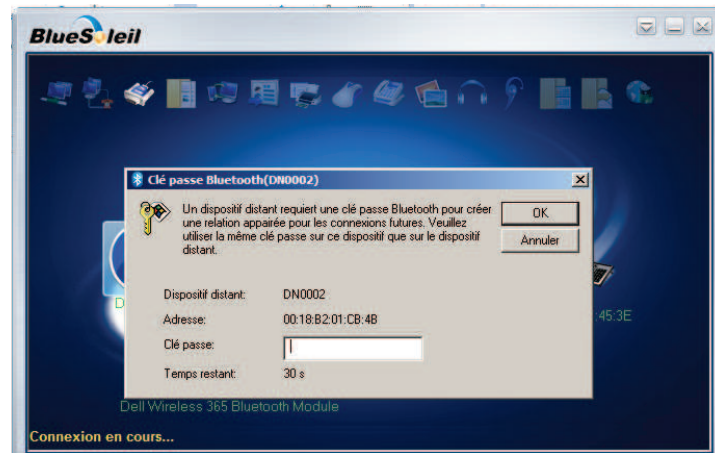 BlueSoleil
Clé passe Bluetooth(DN0002)
Un dispositif distant requiert une clé passe Bluetooth pour créer
une relation appairée pour les connexions futures. Veuillez
utiliser la même clé passe sur ce dispositif que sur le dispositif
distant.
OK
Annuler
Dispositif distant: DN0002
Adresse: 00:18:B2:01:CB:4B
Clé passe:
Temps restant: 30 s
D
:45:3E
Dell Wireless 365 Bluetooth Module
Connexion en cours...